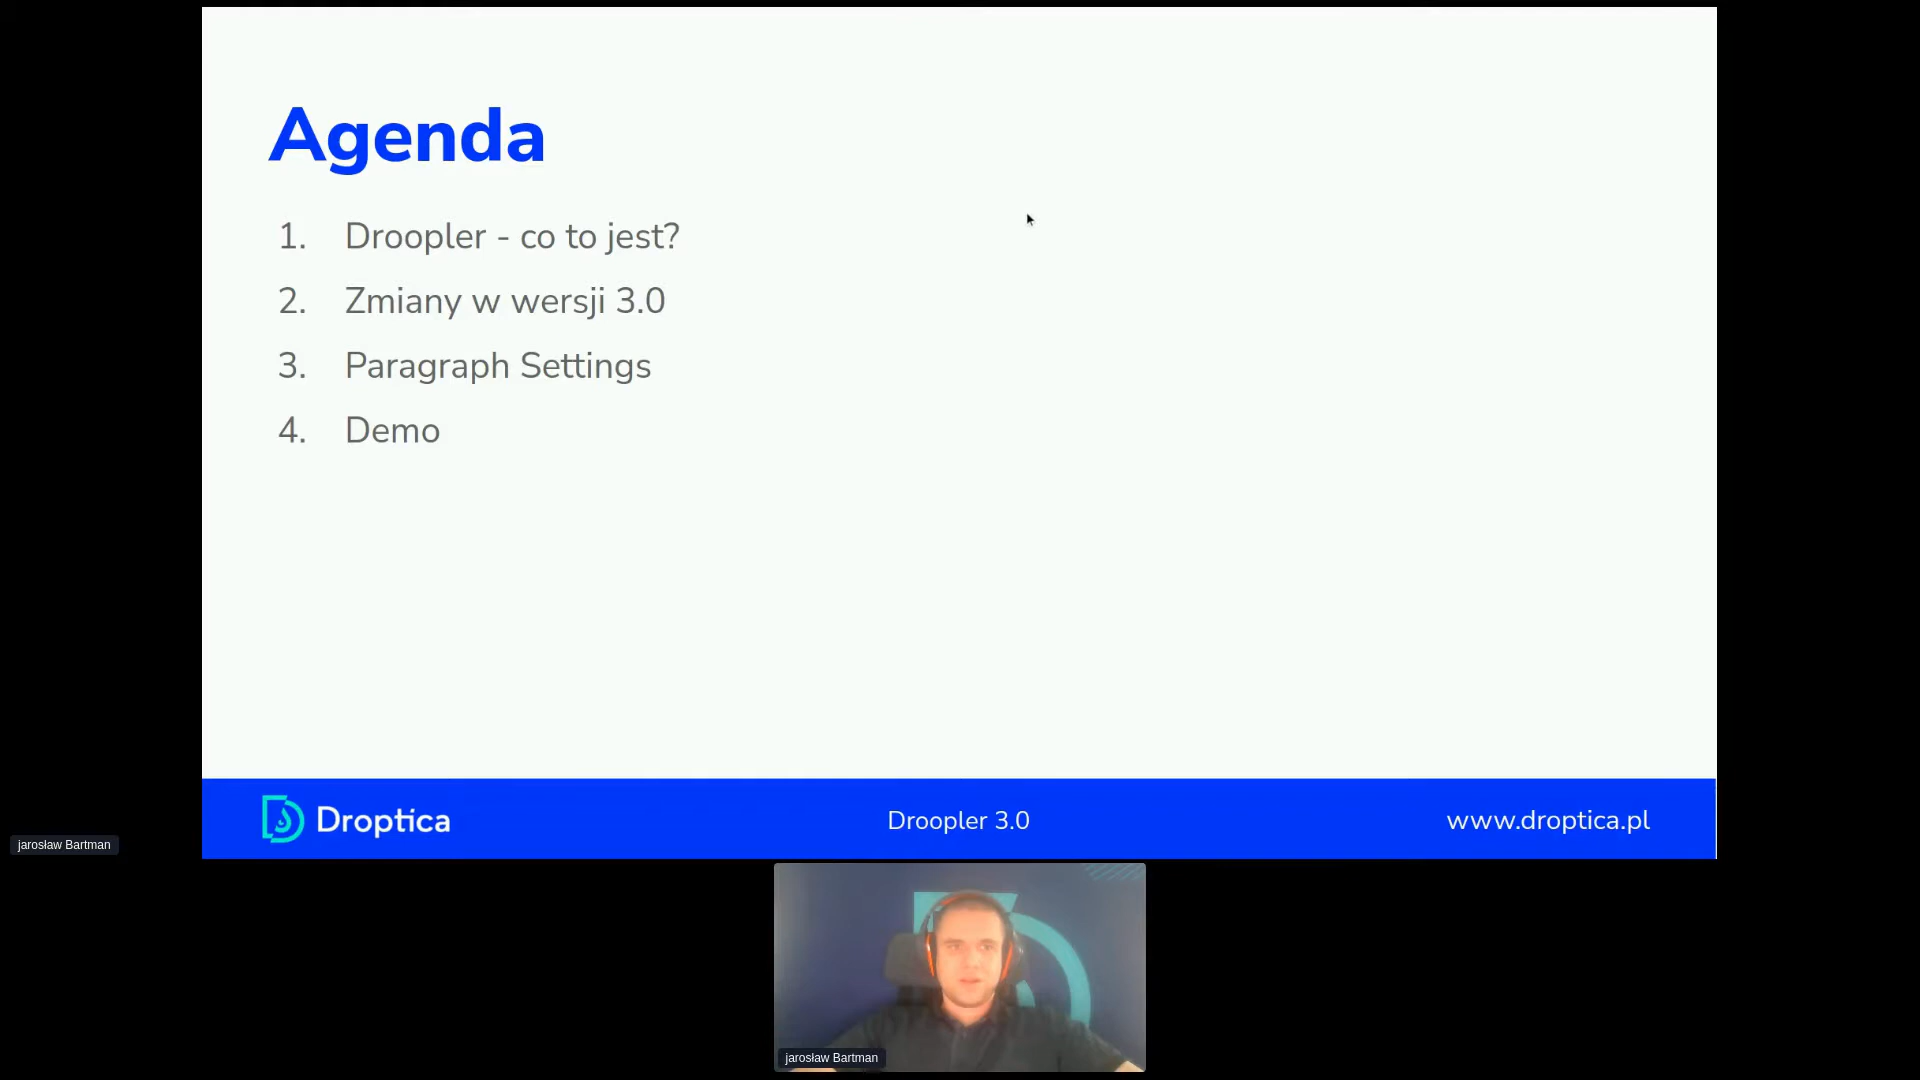 Agenda
1. Droopler - co to jest?
2. Zmiany w wersji 3.0
3. Paragraph Settings
4. Demo
Droptica
Droopler 3.0
www.droptica.pl
jarosław Bartman
jarosław Bartman